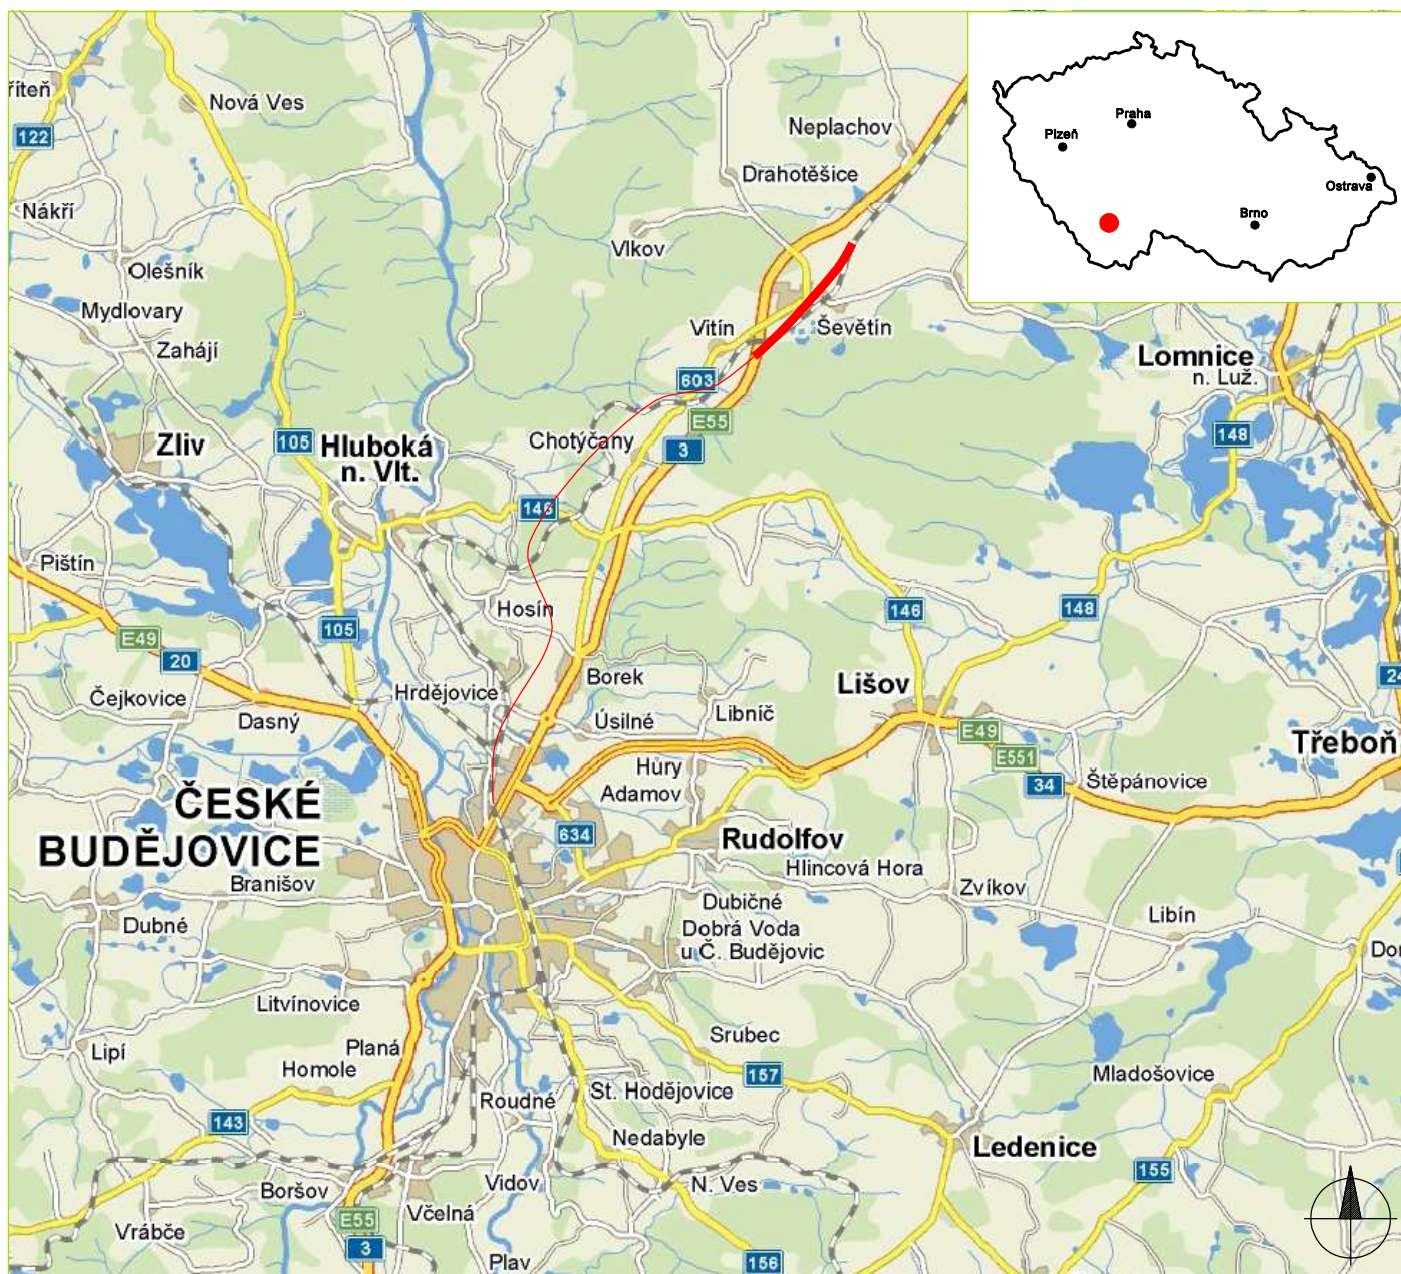 říteň
Nová Ves
122
Neplachov
Praha
Plzeň
Ostrava
Brno
Drahotěšice
Nákří
Vlkov
Olešník
Mydlovary
Zahájí
Vitín
Ševětín
Lomnice
n. Luž.
603
E55
3
148
105
Zliv
Hluboká
n. Vlt.
Chotýčany
146
Pištín
E49
20
105
Hosín
146
148
Čejkovice
Dasný
Hrdějovice
Borek
Úsilné
Libníč
Lišov
E49
E551
24
Třeboň
Hůry
Adamov
34
Štěpánovice
ČESKÉ
BUDĚJOVICE
634
Rudolfov
Hlincová Hora
Branišov
Zvíkov
Dubné
Dubičné
Libín
Dobrá Voda
u Č. Budějovic
Litvínovice
Lipí
Planá
Homole
Srubec
157
Mladošovice
143
Roudné
St. Hodějovice
Nedabyle
Ledenice
155
Boršov
Vidov
N. Ves
Vrábče
E55
Včelná
3
Plav
156